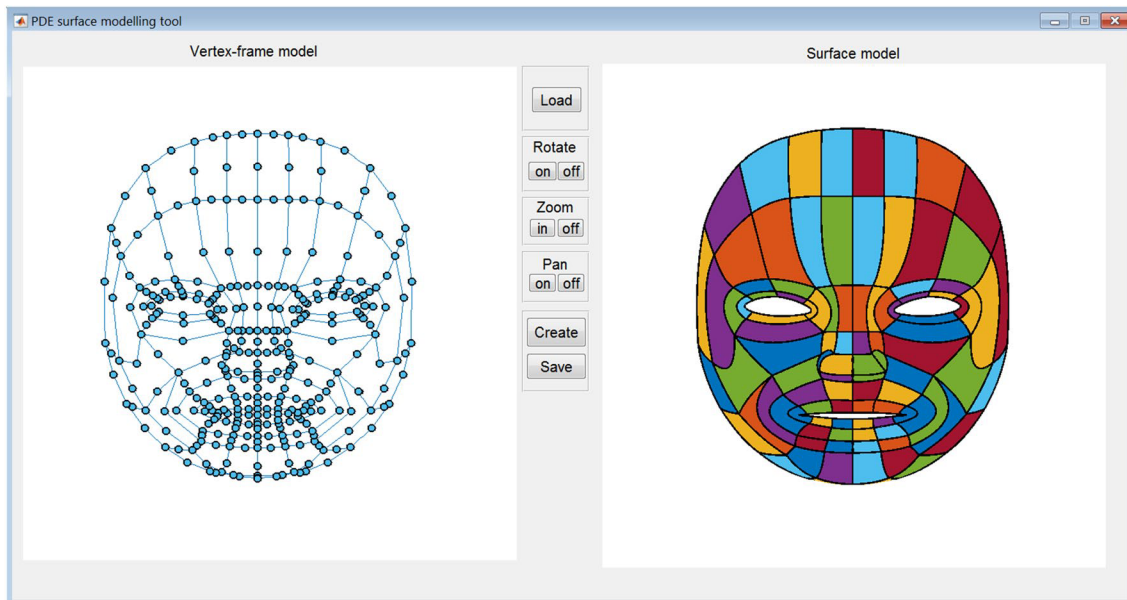 PDE surface modelling tool
Vertex-frame model
Surface model
Load
Rotate
on off
Zoom
in off
Pan
on off
Create
Save